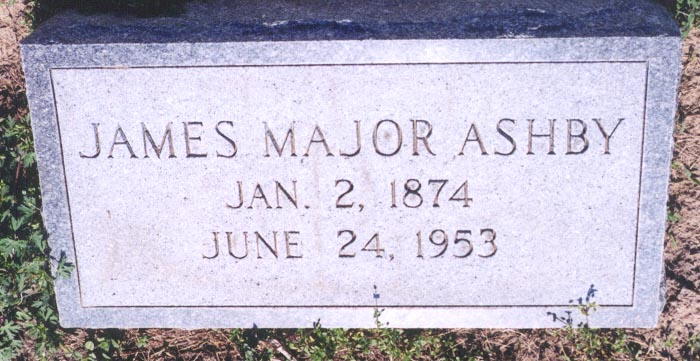 JAMES MAJOR ASHBY
JAN. 2, 1874
JUNE 24, 1953